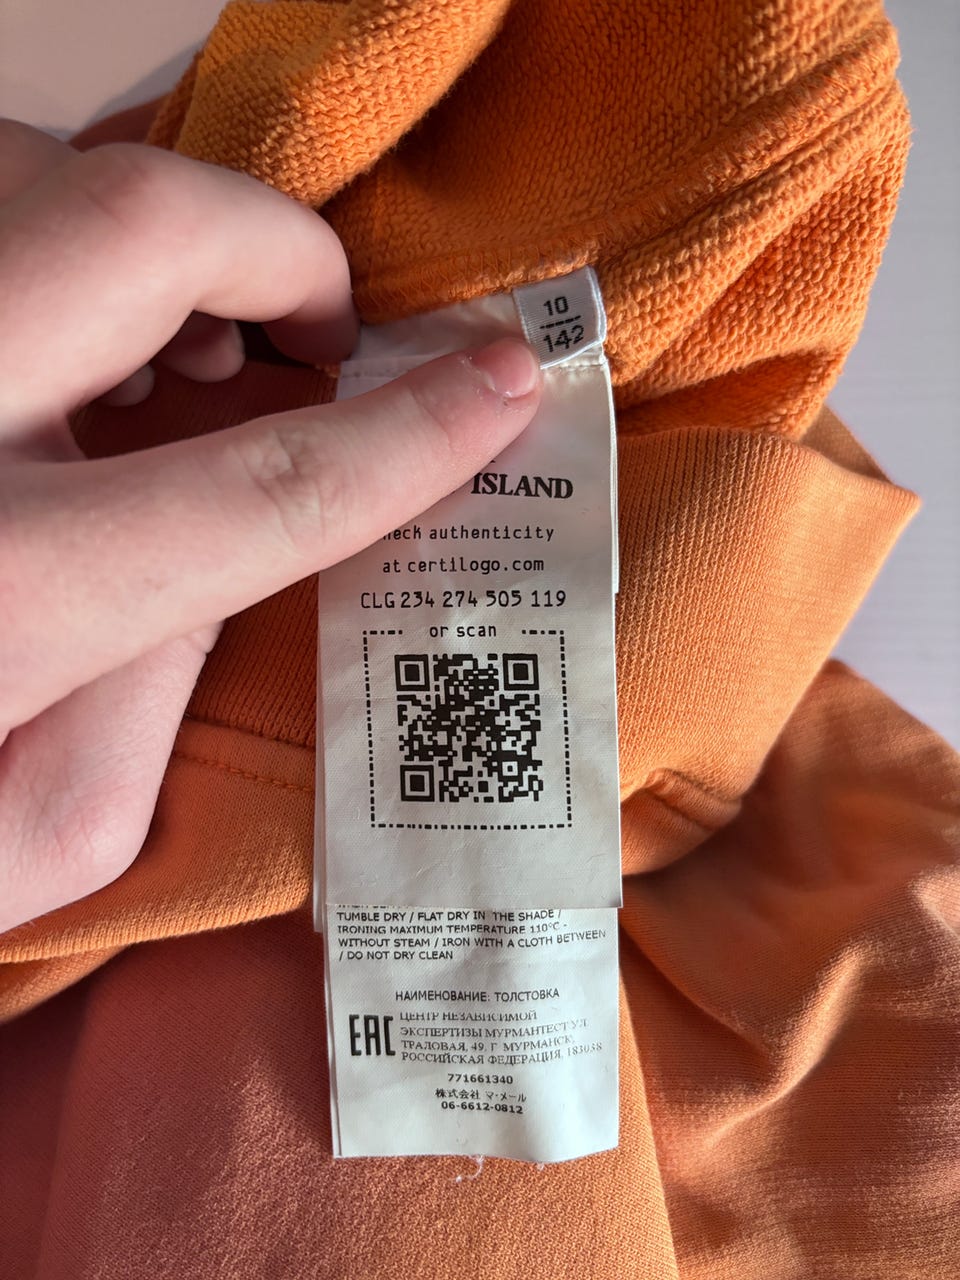 10
142
ISLAND
authenticity
at certilogo.com
CLG 234 274 505 119
or scan
TUMBLE DRY / FLAT DRY IN THE SHADE /
IRONING MAXIMUM TEMPERATURE 110°C -
WITHOUT STEAM / IRON WITH A CLOTH BETWEEN
/ DO NOT DRY CLEAN
НАИМЕНОВАНИЕ: ТОЛСТОВКА
EAC
ЦЕНТР НЕЗАВИСИМОЙ
ЭКСПЕРТИЗЫ МУРМАНТЕСТ УЛ.
ТРАЛОВАЯ, 49, Г. МУРМАНСК,
РОССИЙСКАЯ ФЕДЕРАЦИЯ, 183038
771661340
株式会社 マ・メール
06-6612-0812